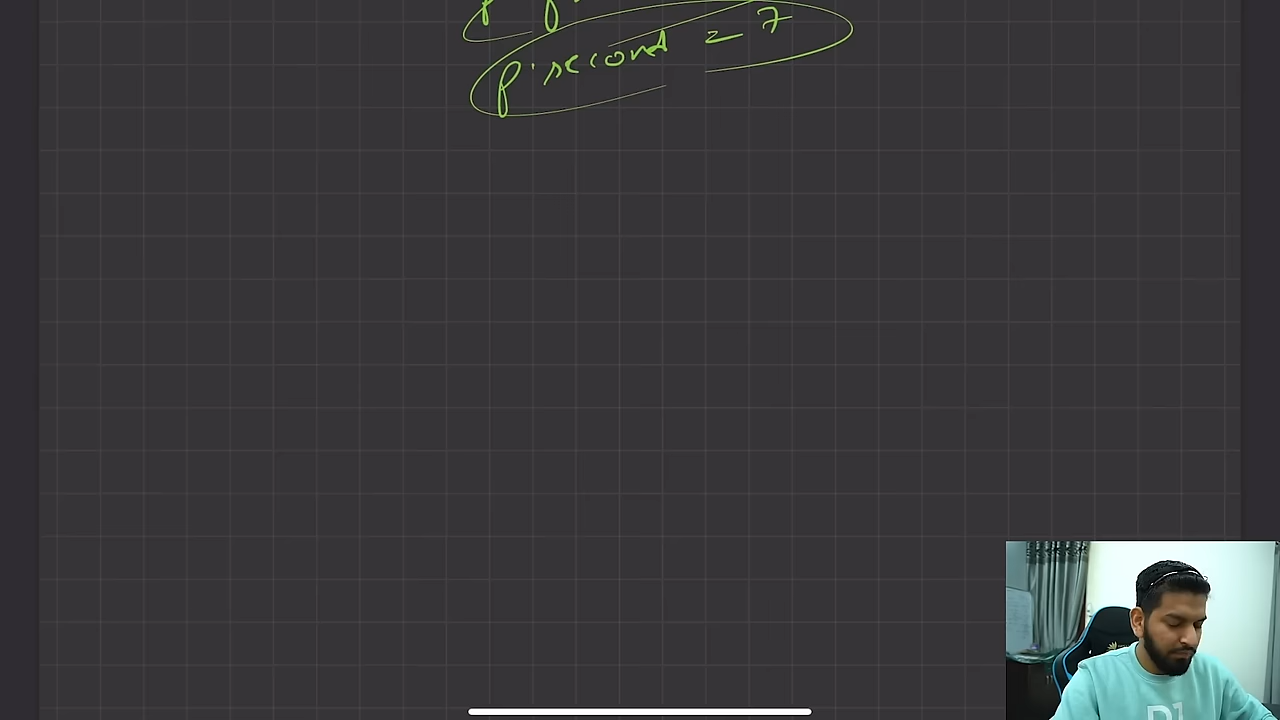 p.second = 7